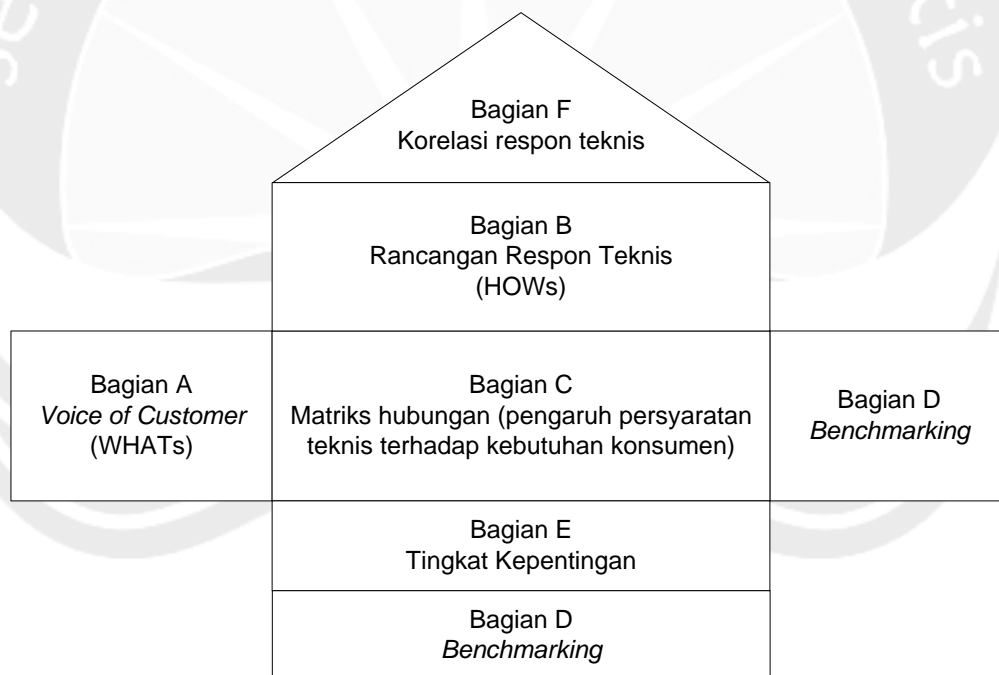 Bagian F
Korelasi respon teknis
Bagian B
Rancangan Respon Teknis
(HOWs)
Bagian A
Voice of Customer
(WHATs)
Bagian C
Matriks hubungan (pengaruh persyaratan
teknis terhadap kebutuhan konsumen)
Bagian D
Benchmarking
Bagian E
Tingkat Kepentingan
Bagian D
Benchmarking